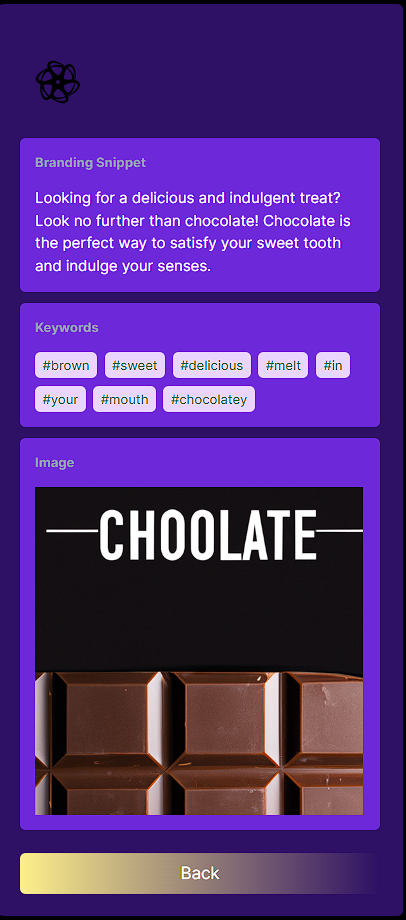 Branding Snippet
Looking for a delicious and indulgent treat?
Look no further than chocolate! Chocolate is
the perfect way to satisfy your sweet tooth
and indulge your senses.
Keywords
#brown #sweet #delicious #melt #in
#your #mouth #chocolatey
Image
CHOOLATE
Back